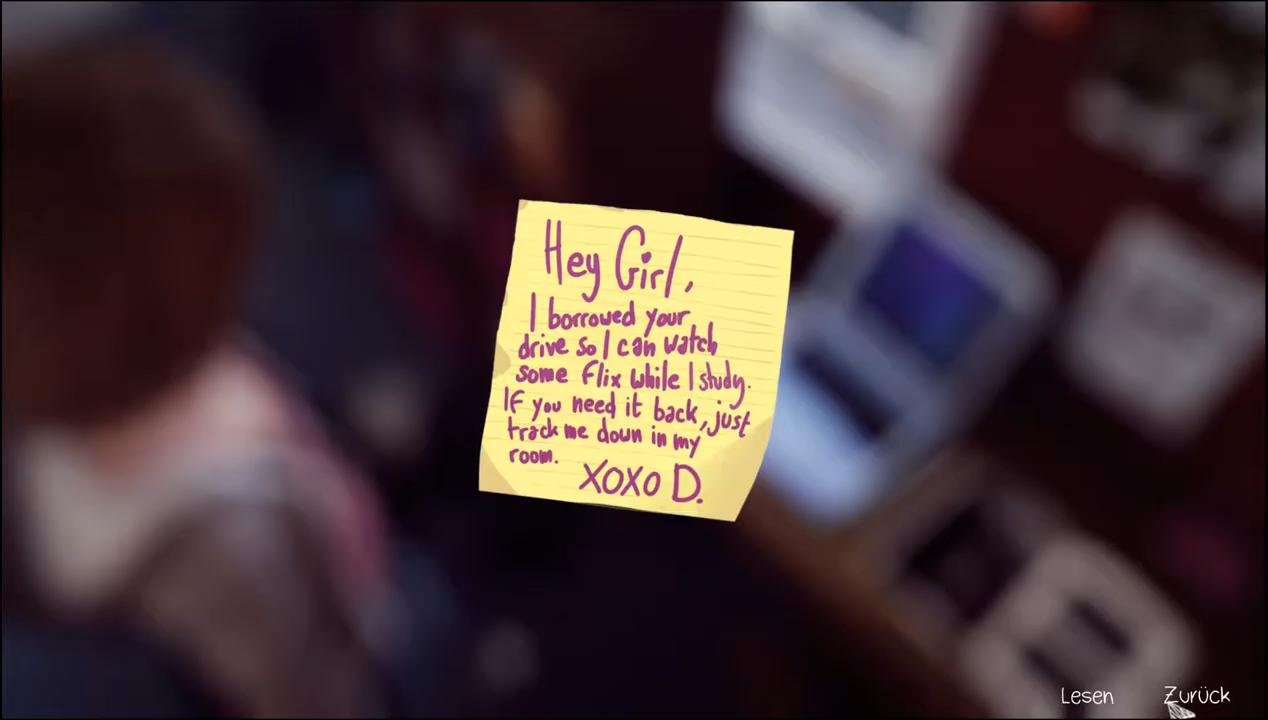 Hey Girl,
I borrowed your
drive so I can watch
some flix while I study.
If you need it back, just
track me down in my
room.
XOXO D.
Lesen Zurück